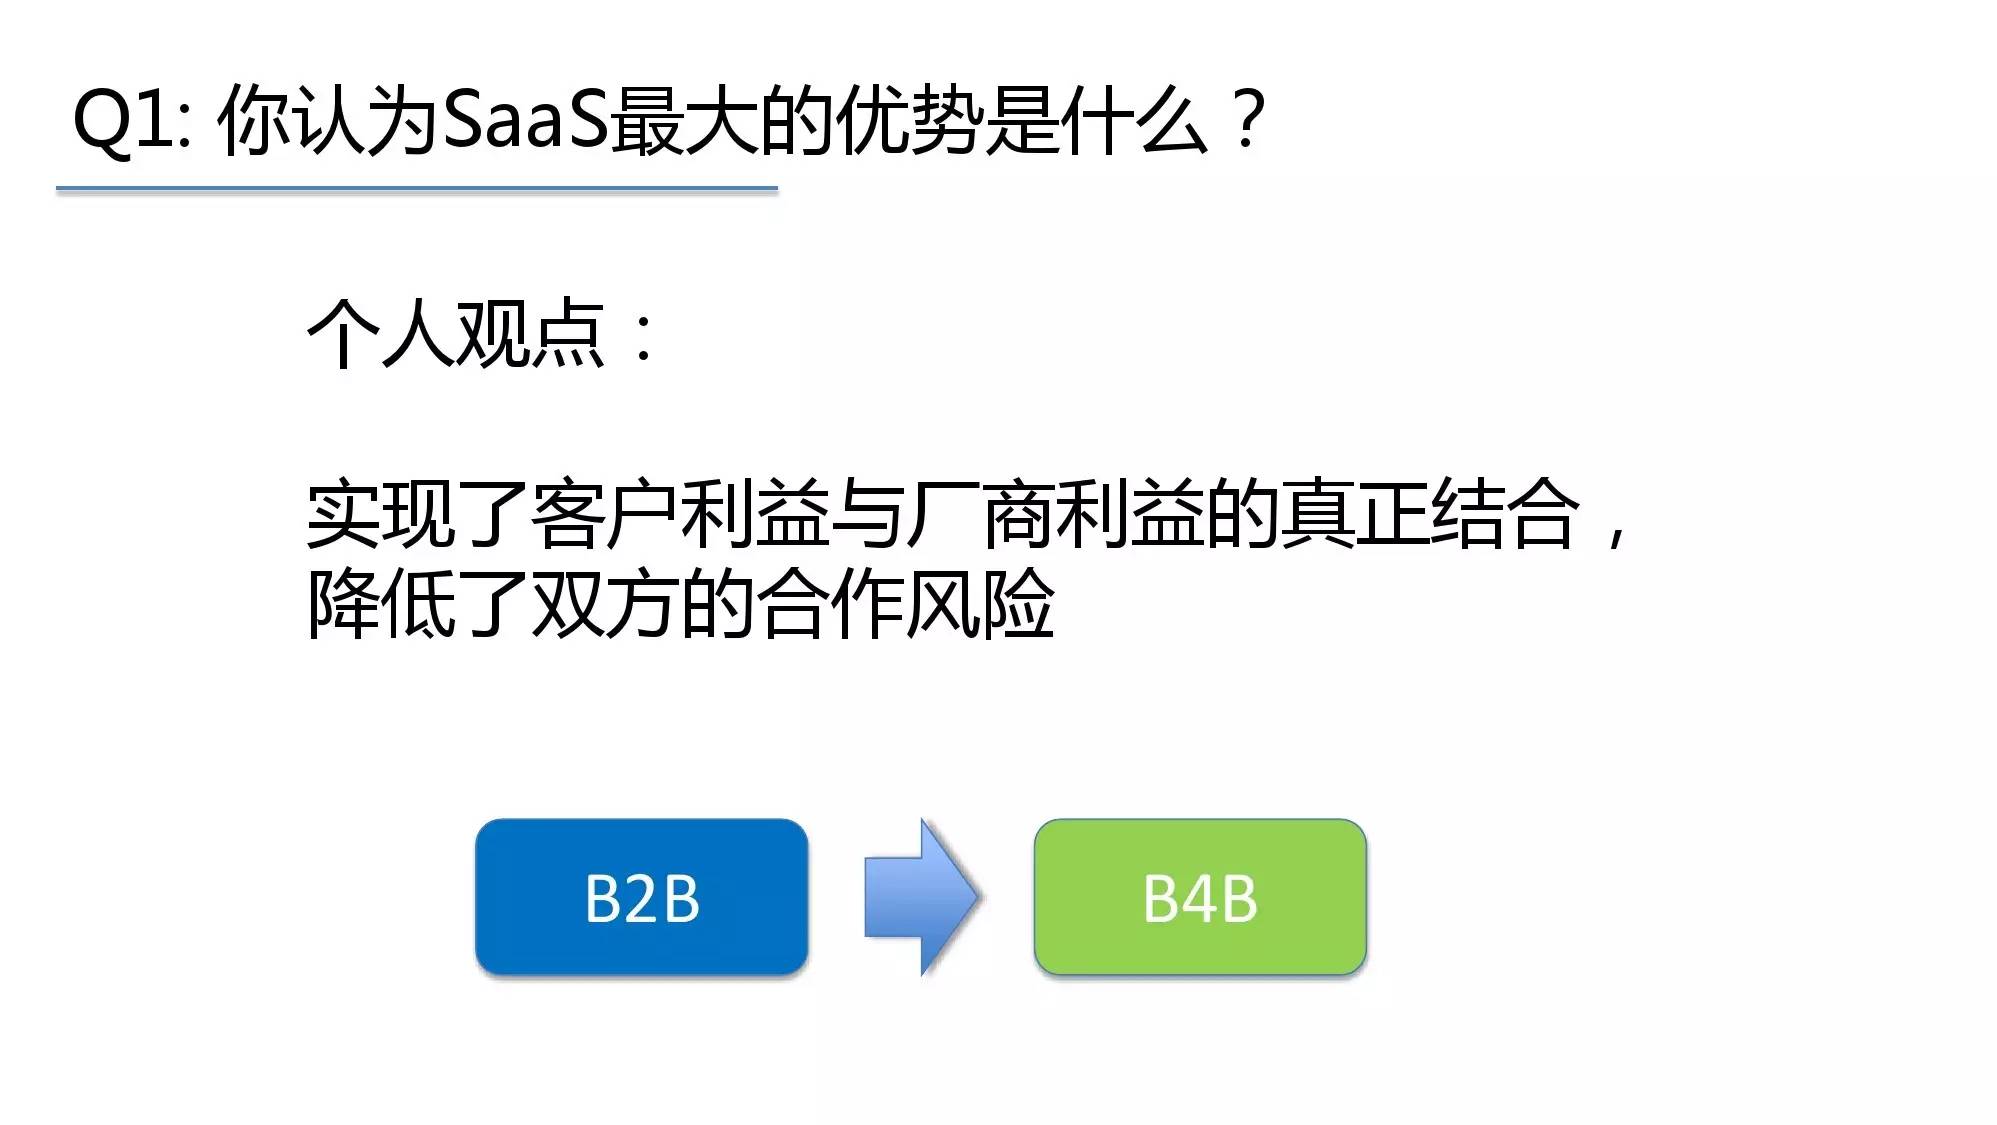 Q1: 你认为SaaS最大的优势是什么？
个人观点：
实现了客户利益与厂商利益的真正结合，
降低了双方的合作风险
B2B
B4B